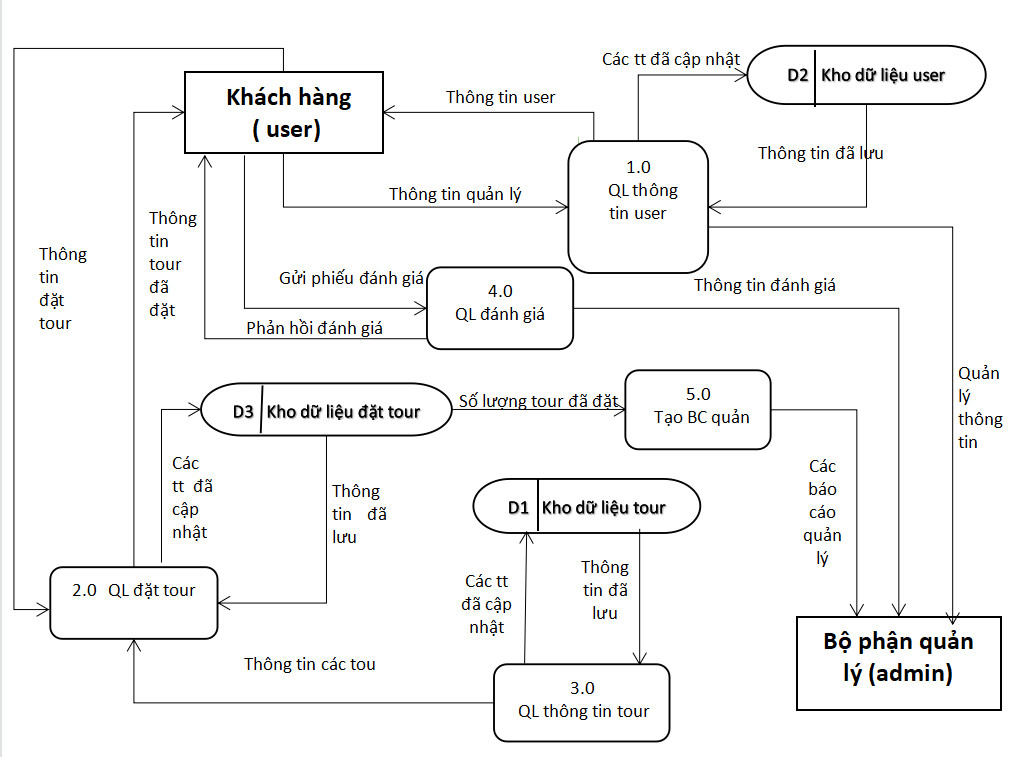 Các tt đã cập nhật
D2 Kho dữ liệu user
Khách hàng
( user)
Thông tin user
Thông tin đã lưu
1.0
QL thông
tin user
Thông tin quản lý
Thông
tin
tour
đã
đặt
Thông
tin
đặt
tour
Gửi phiếu đánh giá
4.0
QL đánh giá
Thông tin đánh giá
Phản hồi đánh giá
Quản
lý
thông
tin
D3 Kho dữ liệu đặt tour
Số lượng tour đã đặt
5.0
Tạo BC quản
Các
tt đã
cập
nhật
Thông
tin đã
lưu
Các
báo
cáo
quản
lý
D1 Kho dữ liệu tour
2.0 QL đặt tour
Các tt
đã cập
nhật
Thông
tin đã
lưu
Bộ phận quản
lý (admin)
Thông tin các tou
3.0
QL thông tin tour